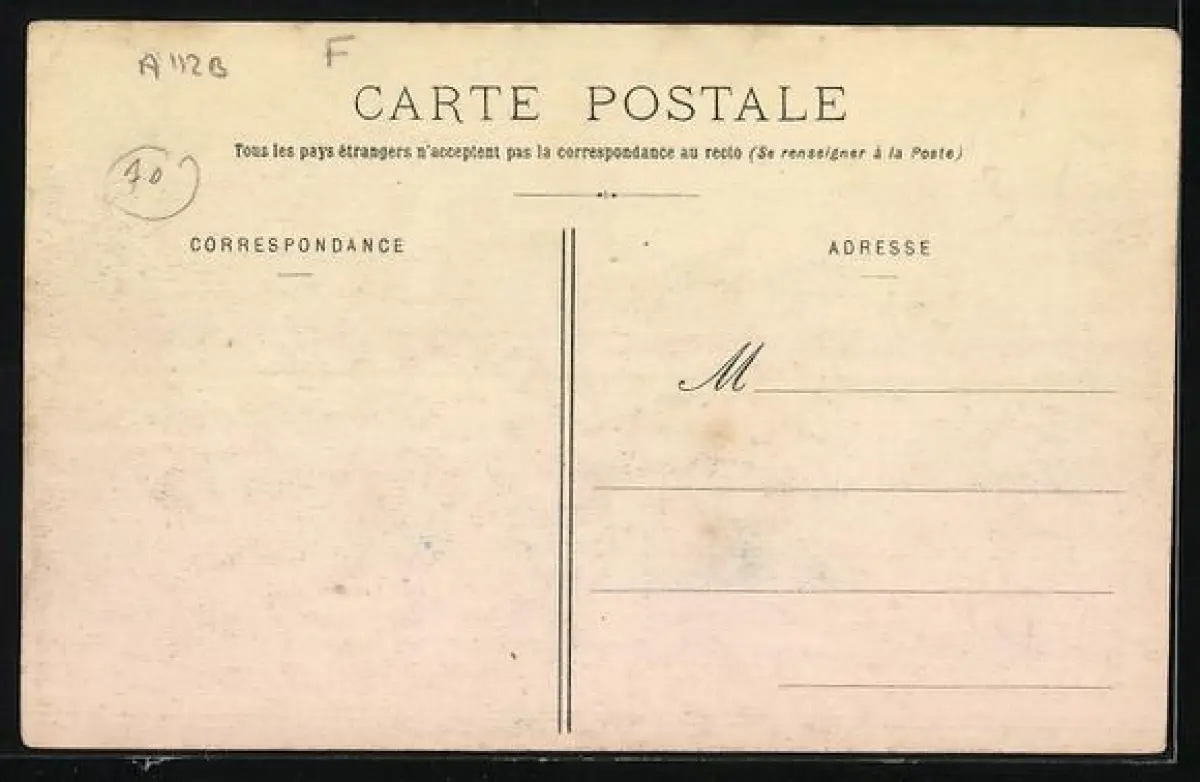 A112B F
CARTE POSTALE
Tous les pays étrangers n'acceptent pas la correspondance au recto (Se renseigner à la Poste)
CORRESPONDANCE
ADRESSE
M